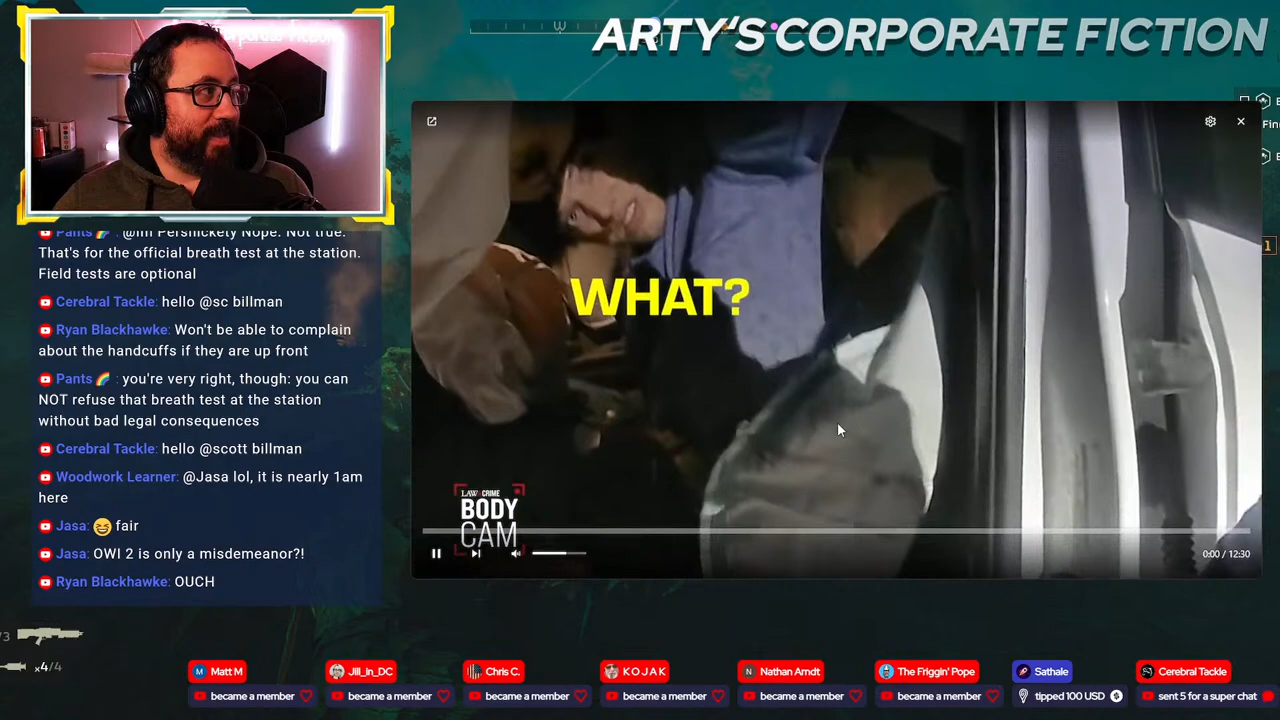 ARTY'S CORPORATE FICTION
W
Pants🌈 : @Im Persnickety Nope. Not true.
That's for the official breath test at the station.
Field tests are optional
Cerebral Tackle: hello @sc billman
Ryan Blackhawke: Won't be able to complain
about the handcuffs if they are up front
Pants🌈 : you're very right, though: you can
NOT refuse that breath test at the station
without bad legal consequences
Cerebral Tackle: hello @scott billman
Woodwork Learner: @Jasa lol, it is nearly 1am
here
Jasa: 😆 fair
Jasa: OWI 2 is only a misdemeanor?!
Ryan Blackhawke: OUCH
WHAT?
LAW&CRIME
BODY
CAM
0:00 / 12:30
Fin
1
/3
x4/4
M Matt M
became a member
Jill_in_DC
became a member
Chris C.
became a member
K O J A K
became a member
N Nathan Arndt
became a member
The Friggin' Pope
became a member
Sathale
tipped 100 USD
Cerebral Tackle
sent 5 for a super chat